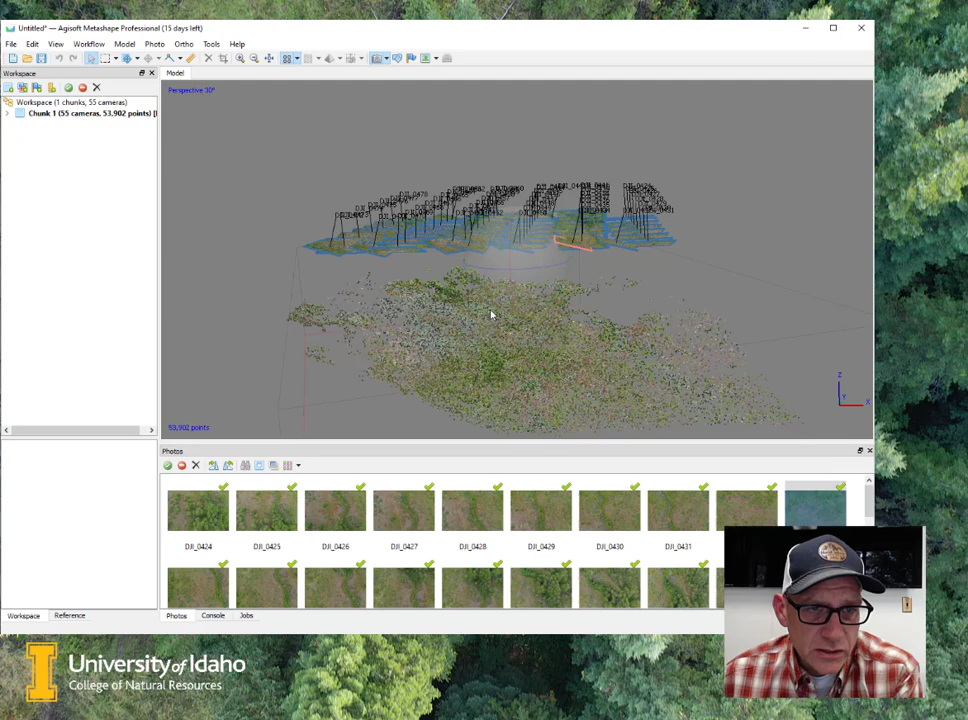 Untitled* — Agisoft Metashape Professional (15 days left)
File Edit View Workflow Model Photo Ortho Tools Help
Workspace
Model
Workspace (1 chunks, 55 cameras)
Chunk 1 (55 cameras, 53,902 points) [
Perspective 30°
Z
Y
X
53,902 points
Photos
DJI_0424 DJI_0425 DJI_0426 DJI_0427 DJI_0428 DJI_0429 DJI_0430 DJI_0431
Workspace Reference
Photos Console Jobs
I University of Idaho
College of Natural Resources